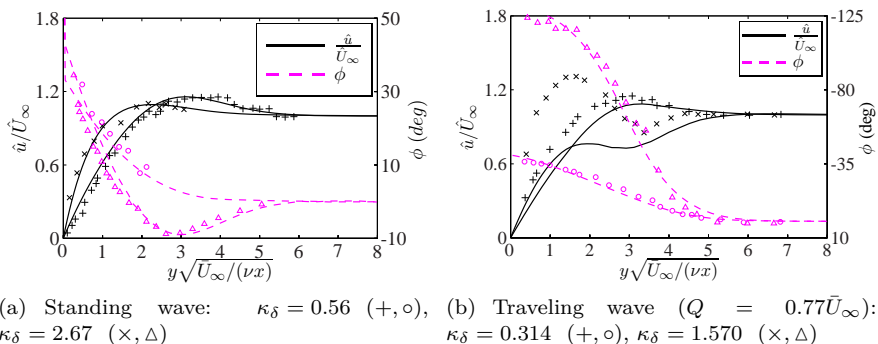 1.8
1.2
0.6
0
û/Û∞
0 1 2 3 4 5 6 7 8
y√Ū∞/(νx)
50
30
10
-10
ϕ (deg)
û/Û∞
ϕ
1.8
1.2
0.6
0
û/Û∞
0 1 2 3 4 5 6 7 8
y√Ū∞/(νx)
-125
-80
-35
10
ϕ (deg)
û/Û∞
ϕ
(a) Standing wave: κδ = 0.56 (+, ∘),
κδ = 2.67 (×, △)
(b) Traveling wave (Q = 0.77Ū∞):
κδ = 0.314 (+, ∘), κδ = 1.570 (×, △)